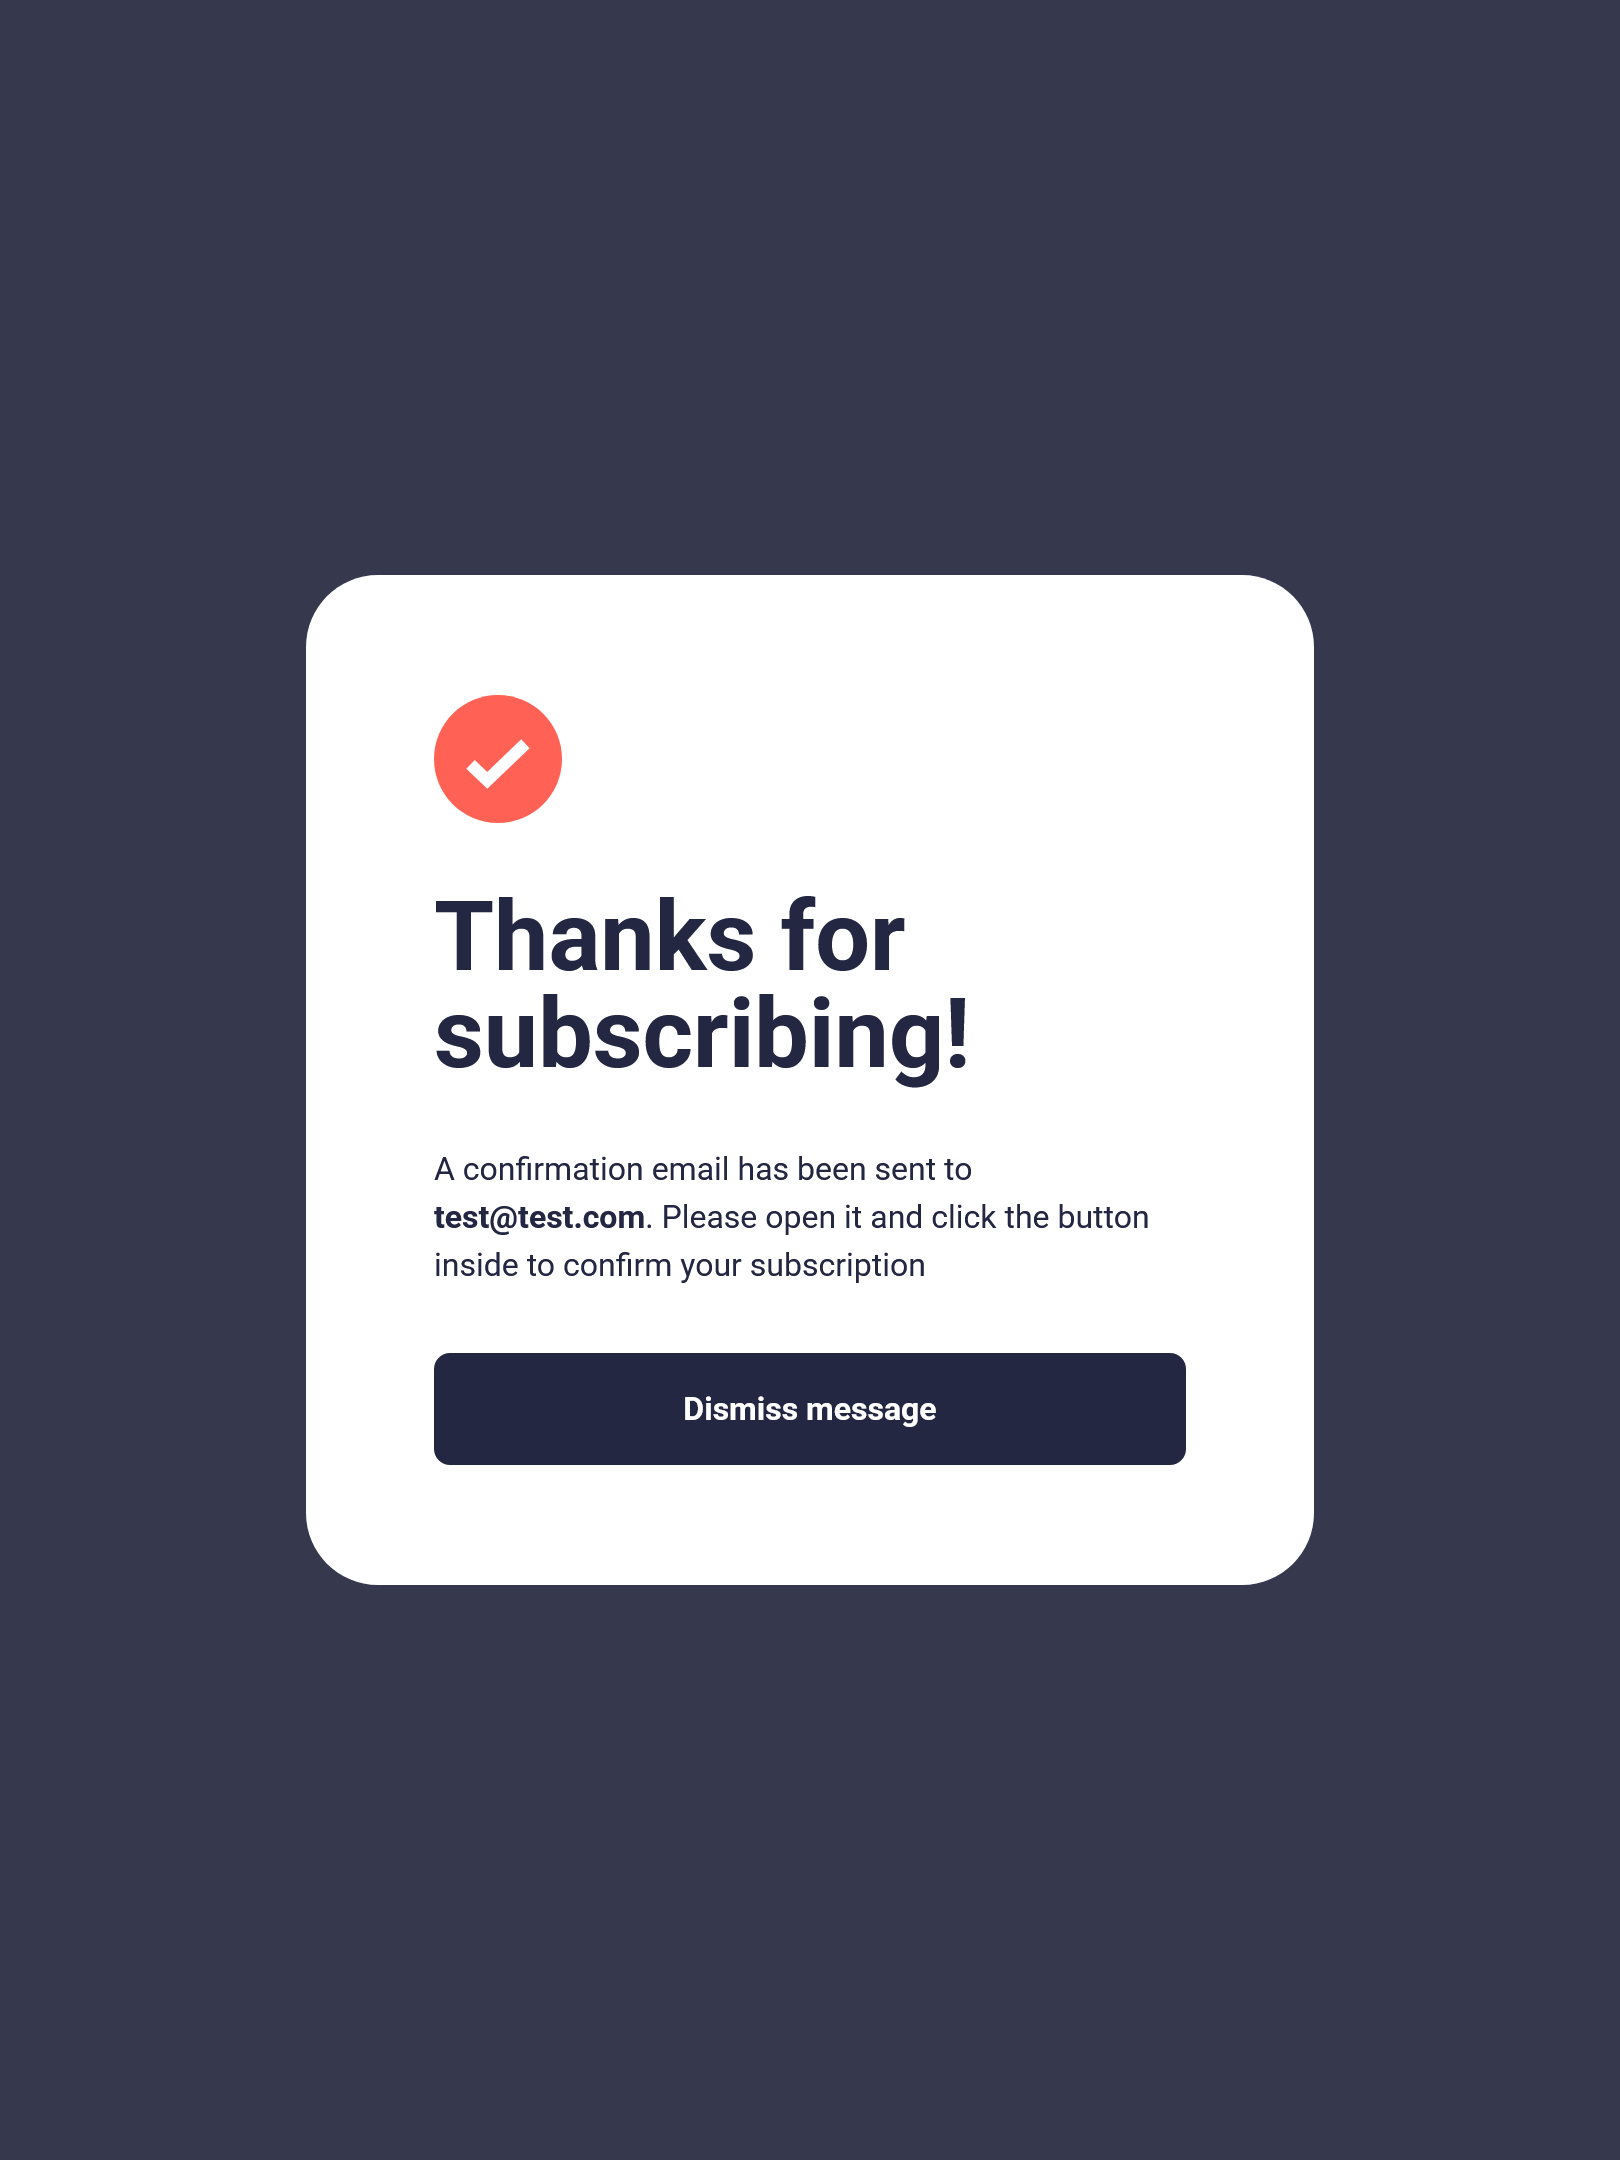 Thanks for
subscribing!
A confirmation email has been sent to
test@test.com. Please open it and click the button
inside to confirm your subscription
Dismiss message